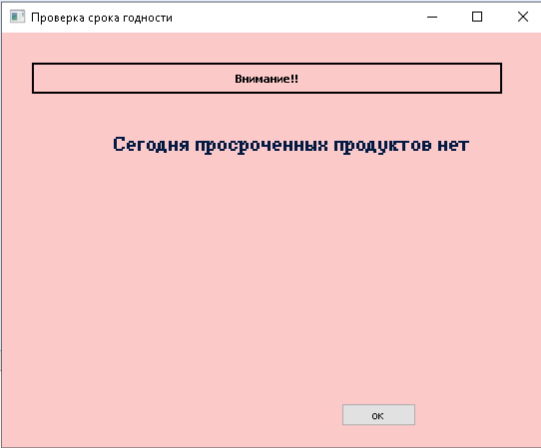 Проверка срока годности
Внимание!!
Сегодня просроченных продуктов нет
ок